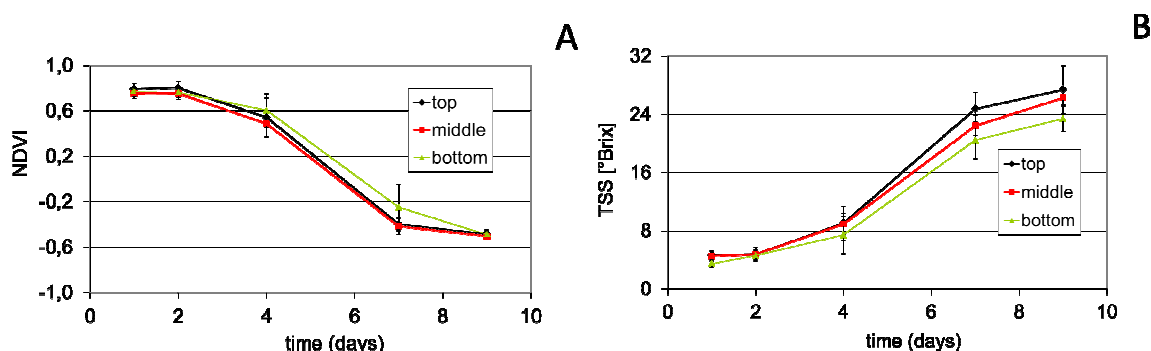 A
NDVI
1,0
0,6
0,2
-0,2
-0,6
-1,0
0 2 4 6 8 10
time (days)
top
middle
bottom
B
TSS [°Brix]
32
24
16
8
0
0 2 4 6 8 10
time (days)
top
middle
bottom